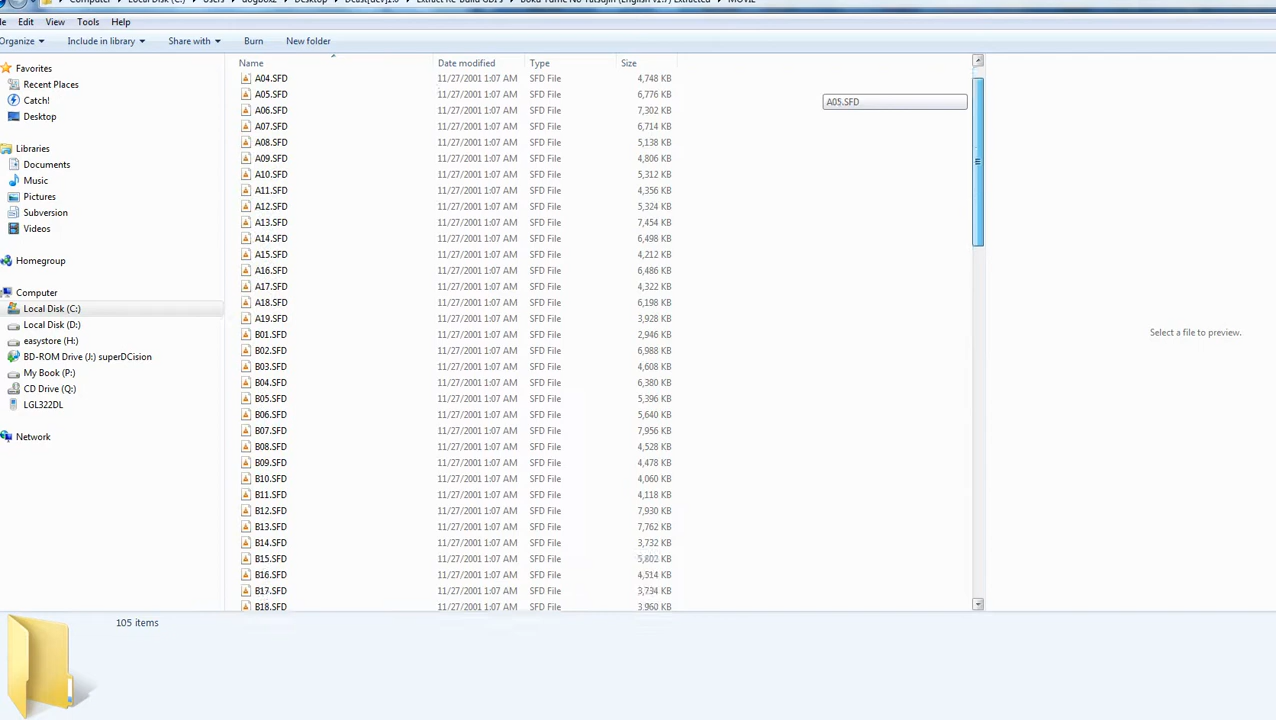 Edit View Tools Help
Organize Include in library Share with Burn New folder
Name Date modified Type Size
Favorites
Recent Places
Catch!
Desktop
Libraries
Documents
Music
Pictures
Subversion
Videos
Homegroup
Computer
Local Disk (C:)
Local Disk (D:)
easystore (H:)
BD-ROM Drive (J:) superDCision
My Book (P:)
CD Drive (Q:)
LGL322DL
Network
A04.SFD 11/27/2001 1:07 AM SFD File 4,748 KB
A05.SFD 11/27/2001 1:07 AM SFD File 6,776 KB
A06.SFD 11/27/2001 1:07 AM SFD File 7,302 KB
A07.SFD 11/27/2001 1:07 AM SFD File 6,714 KB
A08.SFD 11/27/2001 1:07 AM SFD File 5,138 KB
A09.SFD 11/27/2001 1:07 AM SFD File 4,806 KB
A10.SFD 11/27/2001 1:07 AM SFD File 5,312 KB
A11.SFD 11/27/2001 1:07 AM SFD File 4,356 KB
A12.SFD 11/27/2001 1:07 AM SFD File 5,324 KB
A13.SFD 11/27/2001 1:07 AM SFD File 7,454 KB
A14.SFD 11/27/2001 1:07 AM SFD File 6,498 KB
A15.SFD 11/27/2001 1:07 AM SFD File 4,212 KB
A16.SFD 11/27/2001 1:07 AM SFD File 6,486 KB
A17.SFD 11/27/2001 1:07 AM SFD File 4,322 KB
A18.SFD 11/27/2001 1:07 AM SFD File 6,198 KB
A19.SFD 11/27/2001 1:07 AM SFD File 3,928 KB
B01.SFD 11/27/2001 1:07 AM SFD File 2,946 KB
B02.SFD 11/27/2001 1:07 AM SFD File 6,988 KB
B03.SFD 11/27/2001 1:07 AM SFD File 4,608 KB
B04.SFD 11/27/2001 1:07 AM SFD File 6,380 KB
B05.SFD 11/27/2001 1:07 AM SFD File 5,396 KB
B06.SFD 11/27/2001 1:07 AM SFD File 5,640 KB
B07.SFD 11/27/2001 1:07 AM SFD File 7,956 KB
B08.SFD 11/27/2001 1:07 AM SFD File 4,528 KB
B09.SFD 11/27/2001 1:07 AM SFD File 4,478 KB
B10.SFD 11/27/2001 1:07 AM SFD File 4,060 KB
B11.SFD 11/27/2001 1:07 AM SFD File 4,118 KB
B12.SFD 11/27/2001 1:07 AM SFD File 7,930 KB
B13.SFD 11/27/2001 1:07 AM SFD File 7,762 KB
B14.SFD 11/27/2001 1:07 AM SFD File 3,732 KB
B15.SFD 11/27/2001 1:07 AM SFD File 5,802 KB
B16.SFD 11/27/2001 1:07 AM SFD File 4,514 KB
B17.SFD 11/27/2001 1:07 AM SFD File 3,734 KB
B18.SFD 11/27/2001 1:07 AM SFD File 3,960 KB
A05.SFD
Select a file to preview.
105 items